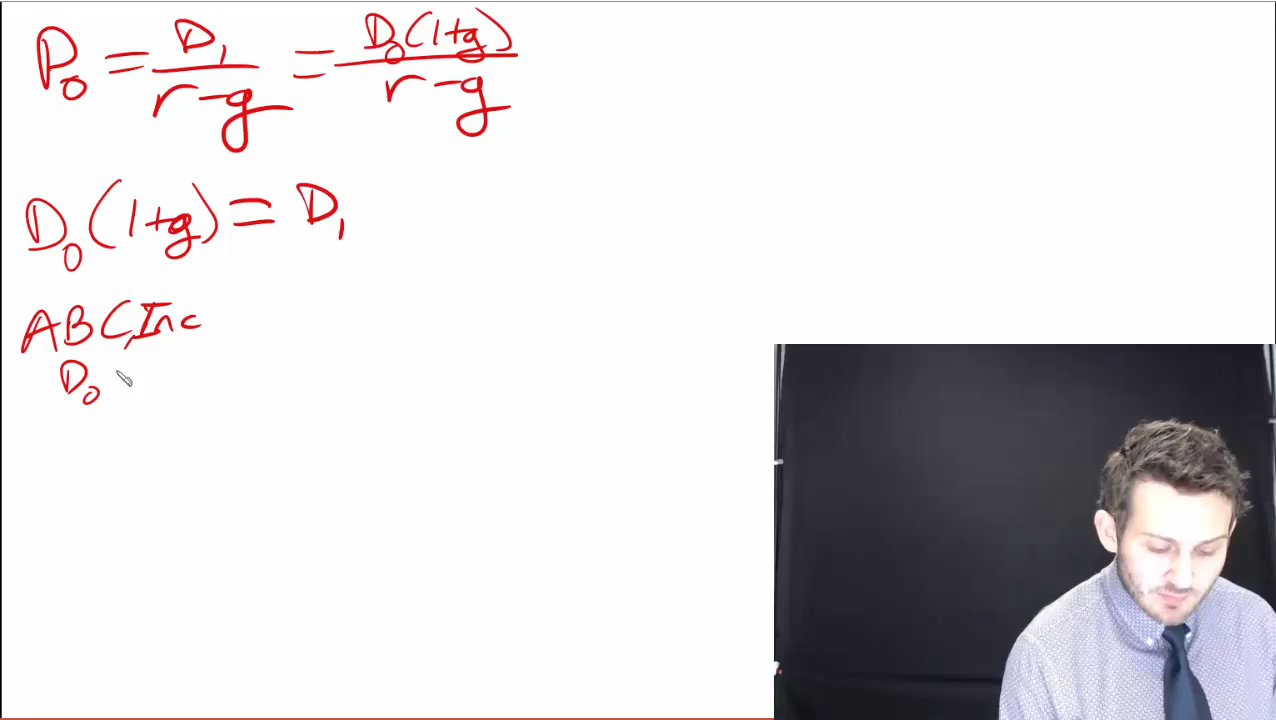 P₀ = D₁ / (r - g) = D₀(1+g) / (r - g)
D₀(1+g) = D₁
ABC, Inc
D₀